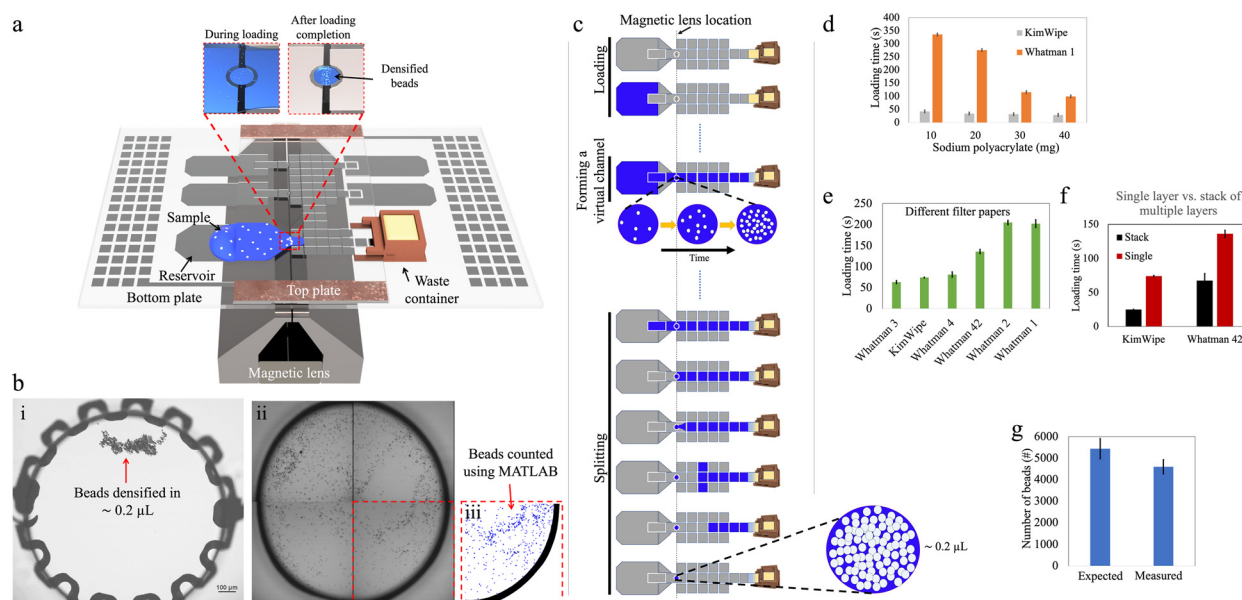 a
During loading
After loading
completion
Densified
beads
Sample
Reservoir
Bottom plate
Top plate
Waste
container
Magnetic lens
b
i
Beads densified in
~ 0.2 µL
100 µm
ii
Beads counted
using MATLAB
iii
c
Magnetic lens location
Loading
Forming a
virtual channel
Time
Splitting
~ 0.2 µL
d
KimWipe
Whatman 1
Loading time (s)
400
350
300
250
200
150
100
50
0
10 20 30 40
Sodium polyacrylate (mg)
e
Different filter papers
Loading time (s)
250
200
150
100
50
0
Whatman 3
KimWipe
Whatman 4
Whatman 42
Whatman 2
Whatman 1
f
Single layer vs. stack of
multiple layers
Stack
Single
Loading time (s)
150
100
50
0
KimWipe Whatman 42
g
Number of beads (#)
6000
5000
4000
3000
2000
1000
0
Expected Measured